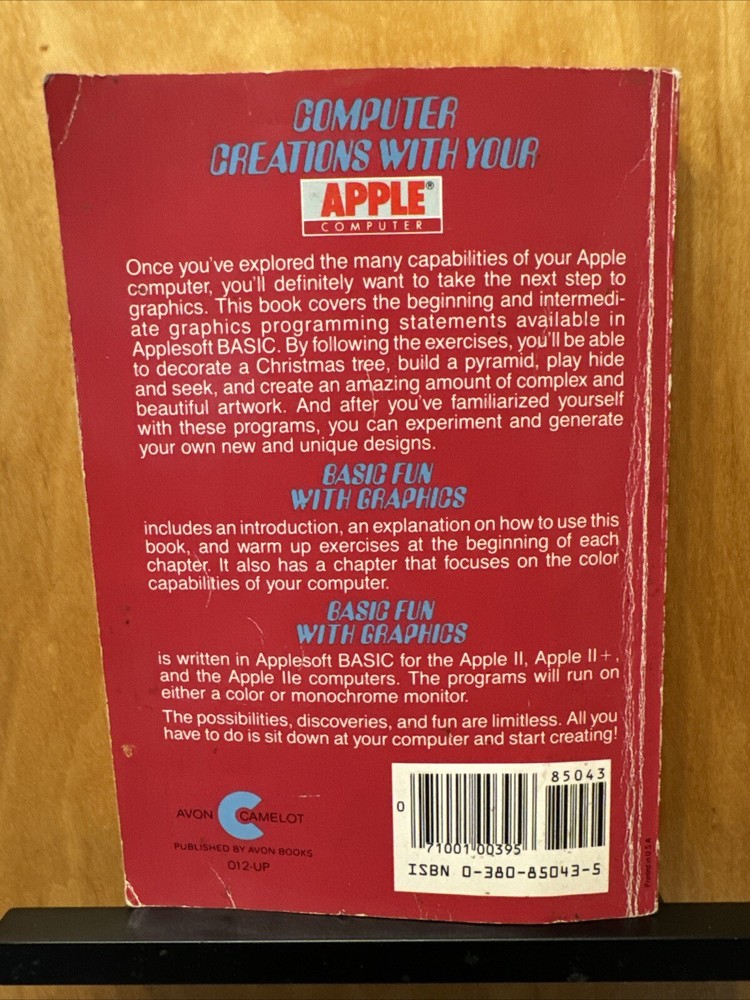 COMPUTER
CREATIONS WITH YOUR
APPLE®
COMPUTER
Once you've explored the many capabilities of your Apple
computer, you'll definitely want to take the next step to
graphics. This book covers the beginning and intermedi-
ate graphics programming statements available in
Applesoft BASIC. By following the exercises, you'll be able
to decorate a Christmas tree, build a pyramid, play hide
and seek, and create an amazing amount of complex and
beautiful artwork. And after you've familiarized yourself
with these programs, you can experiment and generate
your own new and unique designs.
BASIC FUN
WITH GRAPHICS
includes an introduction, an explanation on how to use this
book, and warm up exercises at the beginning of each
chapter. It also has a chapter that focuses on the color
capabilities of your computer.
BASIC FUN
WITH GRAPHICS
is written in Applesoft BASIC for the Apple II, Apple II+,
and the Apple IIe computers. The programs will run on
either a color or monochrome monitor.
The possibilities, discoveries, and fun are limitless. All you
have to do is sit down at your computer and start creating!
AVON CAMELOT
PUBLISHED BY AVON BOOKS
012-UP
85043
0
71001 00395
ISBN 0-380-85043-5
Printed in U.S.A.